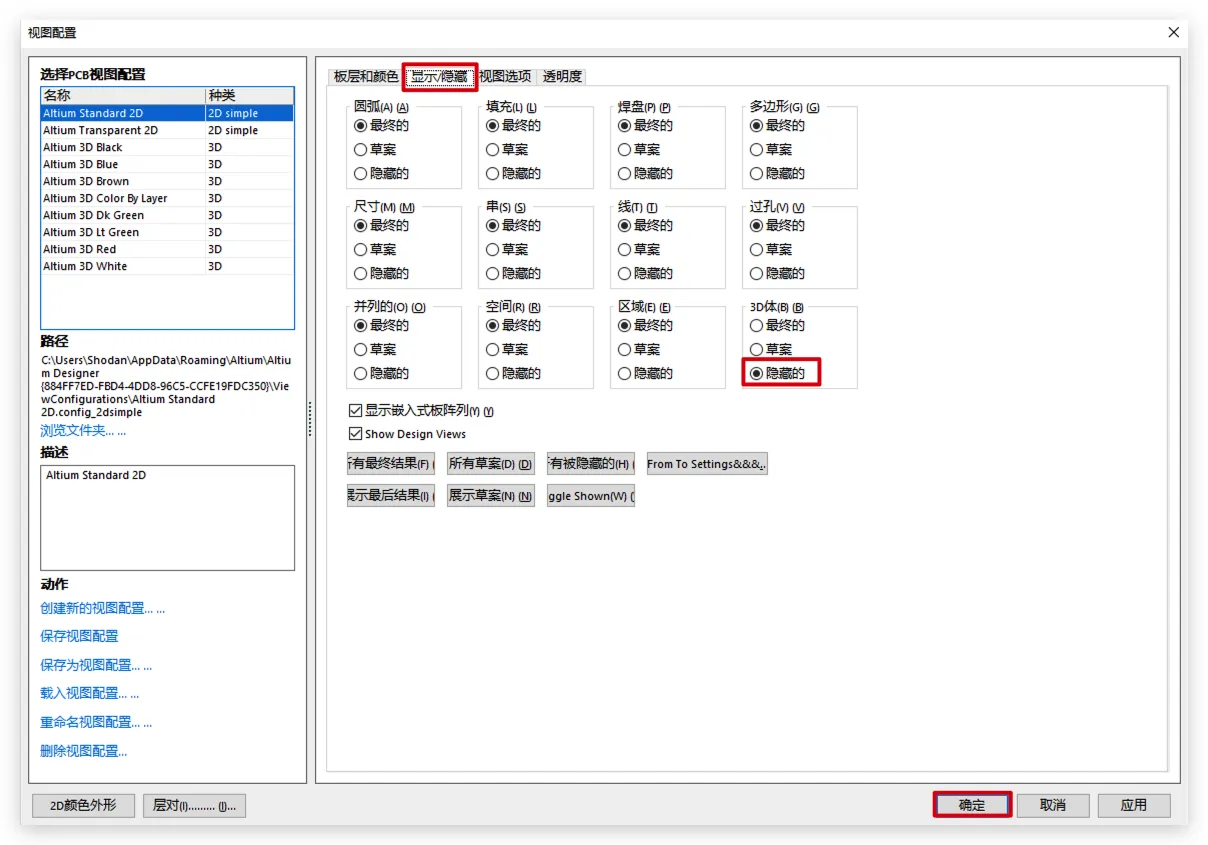 视图配置
选择PCB视图配置
名称 种类
Altium Standard 2D 2D simple
Altium Transparent 2D 2D simple
Altium 3D Black 3D
Altium 3D Blue 3D
Altium 3D Brown 3D
Altium 3D Color By Layer 3D
Altium 3D Dk Green 3D
Altium 3D Lt Green 3D
Altium 3D Red 3D
Altium 3D White 3D
路径
C:\Users\Shodan\AppData\Roaming\Altium\Altiu
m Designer
{884FF7ED-FBD4-4DD8-96C5-CCFE19FDC350}\Vie
wConfigurations\Altium Standard
2D.config_2dsimple
浏览文件夹... ...
描述
Altium Standard 2D
动作
创建新的视图配置... ...
保存视图配置
保存为视图配置... ...
载入视图配置... ...
重命名视图配置... ...
删除视图配置...
板层和颜色 显示/隐藏 视图选项 透明度
圆弧(A) (A) 填充(L) (L) 焊盘(P) (P) 多边形(G) (G)
最终的 最终的 最终的 最终的
草案 草案 草案 草案
隐藏的 隐藏的 隐藏的 隐藏的
尺寸(M) (M) 串(S) (S) 线(T) (T) 过孔(V) (V)
最终的 最终的 最终的 最终的
草案 草案 草案 草案
隐藏的 隐藏的 隐藏的 隐藏的
并列的(O) (O) 空间(R) (R) 区域(E) (E) 3D体(B) (B)
最终的 最终的 最终的 最终的
草案 草案 草案 草案
隐藏的 隐藏的 隐藏的 隐藏的
显示嵌入式板阵列(Y) (Y)
Show Design Views
有最终结果(F) ( 所有草案(D) (D) 有被隐藏的(H) ( From To Settings&&&...
展示最后结果(I) ( 展示草案(N) (N) ggle Shown(W) (
2D颜色外形 层对(I)......... (J)... 确定 取消 应用